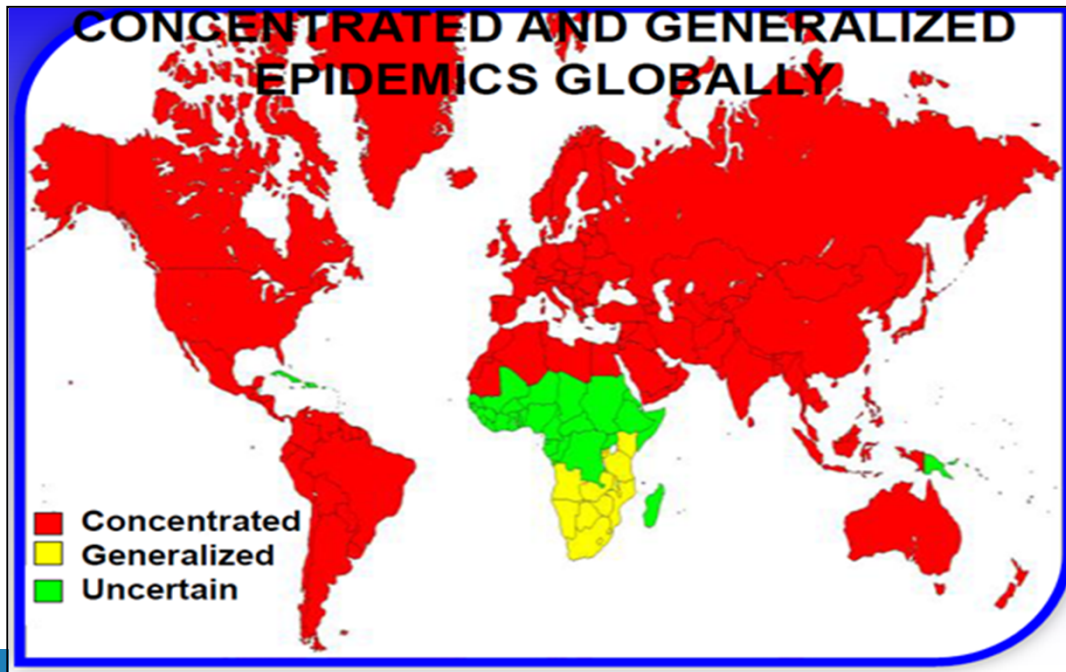 CONCENTRATED AND GENERALIZED
EPIDEMICS GLOBALLY
Concentrated
Generalized
Uncertain